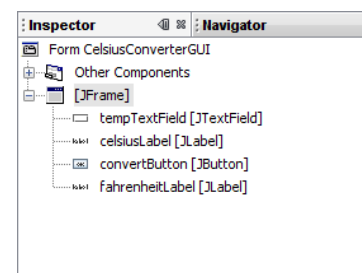 Inspector Navigator
Form CelsiusConverterGUI
Other Components
[JFrame]
tempTextField [JTextField]
celsiusLabel [JLabel]
convertButton [JButton]
fahrenheitLabel [JLabel]